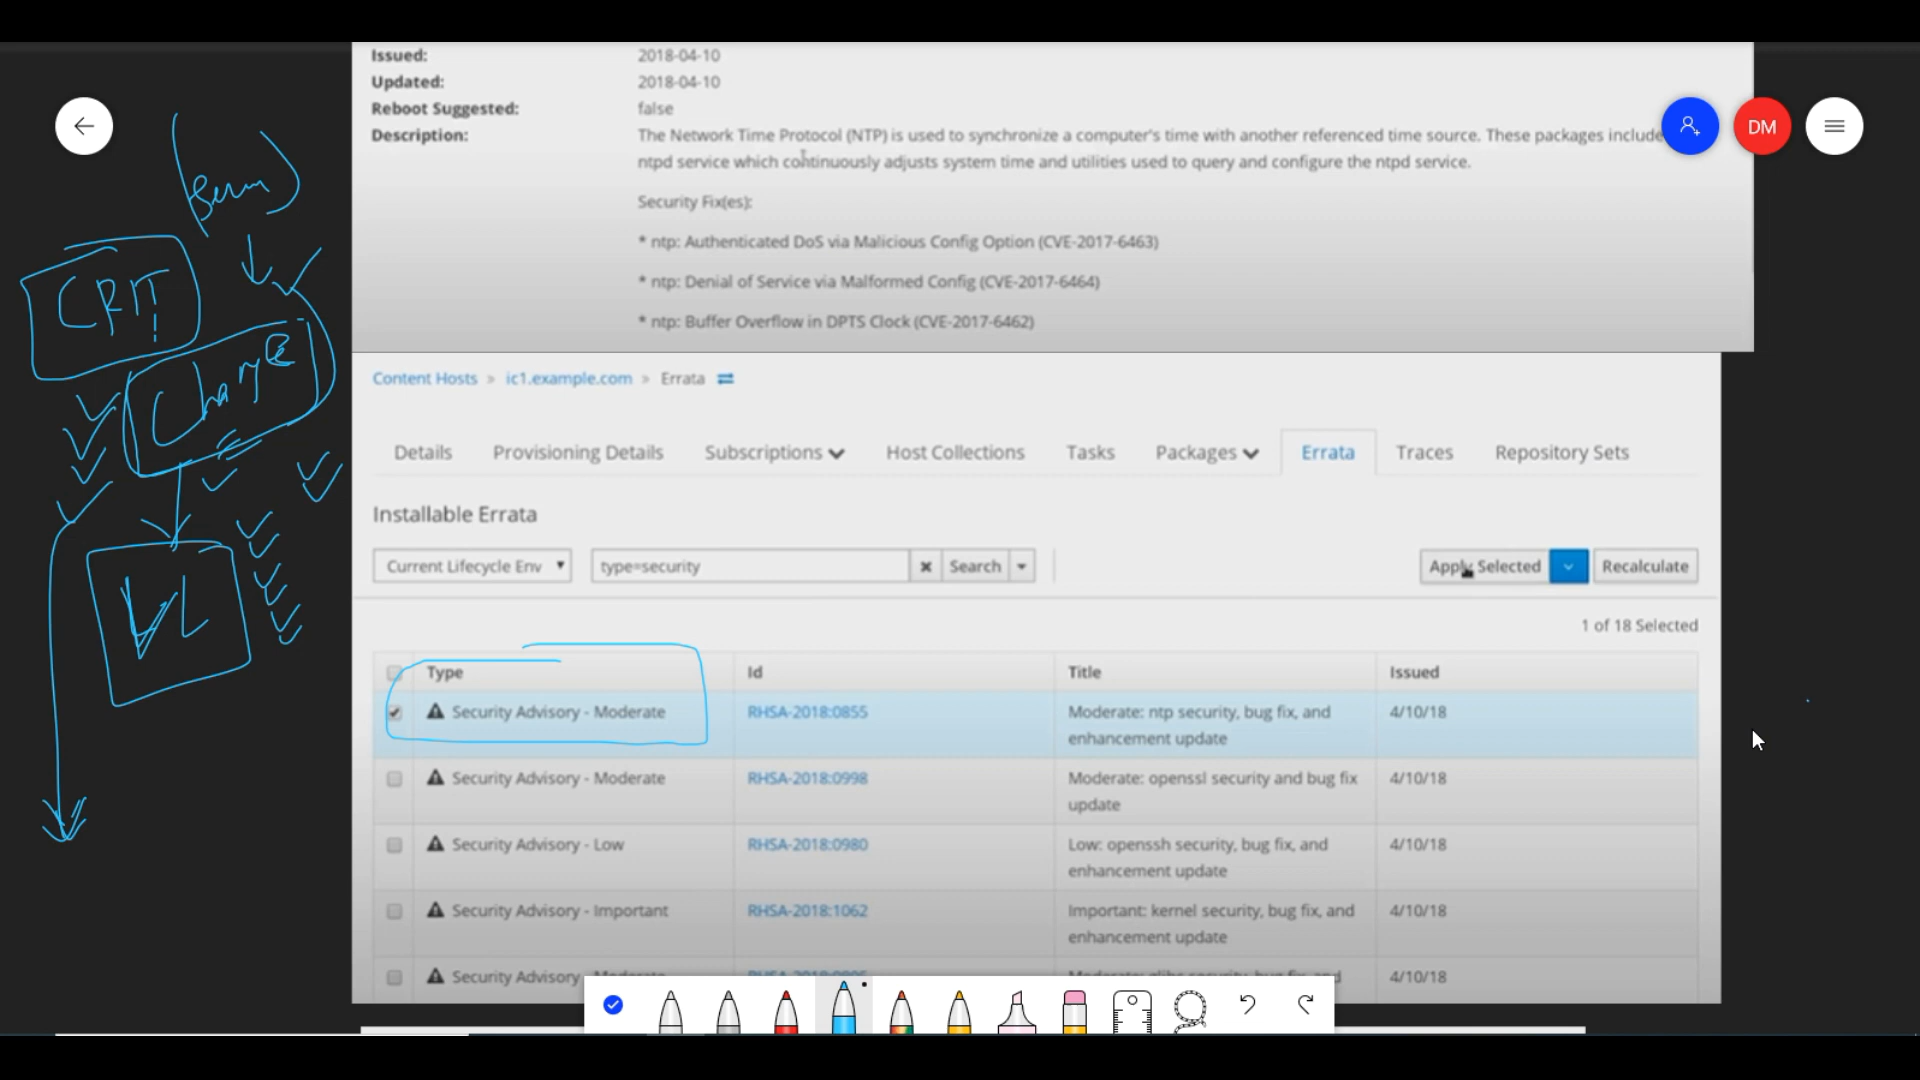 Issued: 2018-04-10
Updated: 2018-04-10
Reboot Suggested: false
Description: The Network Time Protocol (NTP) is used to synchronize a computer's time with another referenced time source. These packages include
ntpd service which continuously adjusts system time and utilities used to query and configure the ntpd service.
Security Fix(es):
* ntp: Authenticated DoS via Malicious Config Option (CVE-2017-6463)
* ntp: Denial of Service via Malformed Config (CVE-2017-6464)
* ntp: Buffer Overflow in DPTS Clock (CVE-2017-6462)
DM
CRIT
Change
Content Hosts » ic1.example.com » Errata
Details Provisioning Details Subscriptions Host Collections Tasks Packages Errata Traces Repository Sets
Installable Errata
Current Lifecycle Env type=security Search Apply Selected Recalculate
1 of 18 Selected
Type Id Title Issued
Security Advisory - Moderate RHSA-2018:0855 Moderate: ntp security, bug fix, and 4/10/18
enhancement update
Security Advisory - Moderate RHSA-2018:0998 Moderate: openssl security and bug fix 4/10/18
update
Security Advisory - Low RHSA-2018:0980 Low: openssh security, bug fix, and 4/10/18
enhancement update
Security Advisory - Important RHSA-2018:1062 Important: kernel security, bug fix, and 4/10/18
enhancement update
Security Advisory 4/10/18